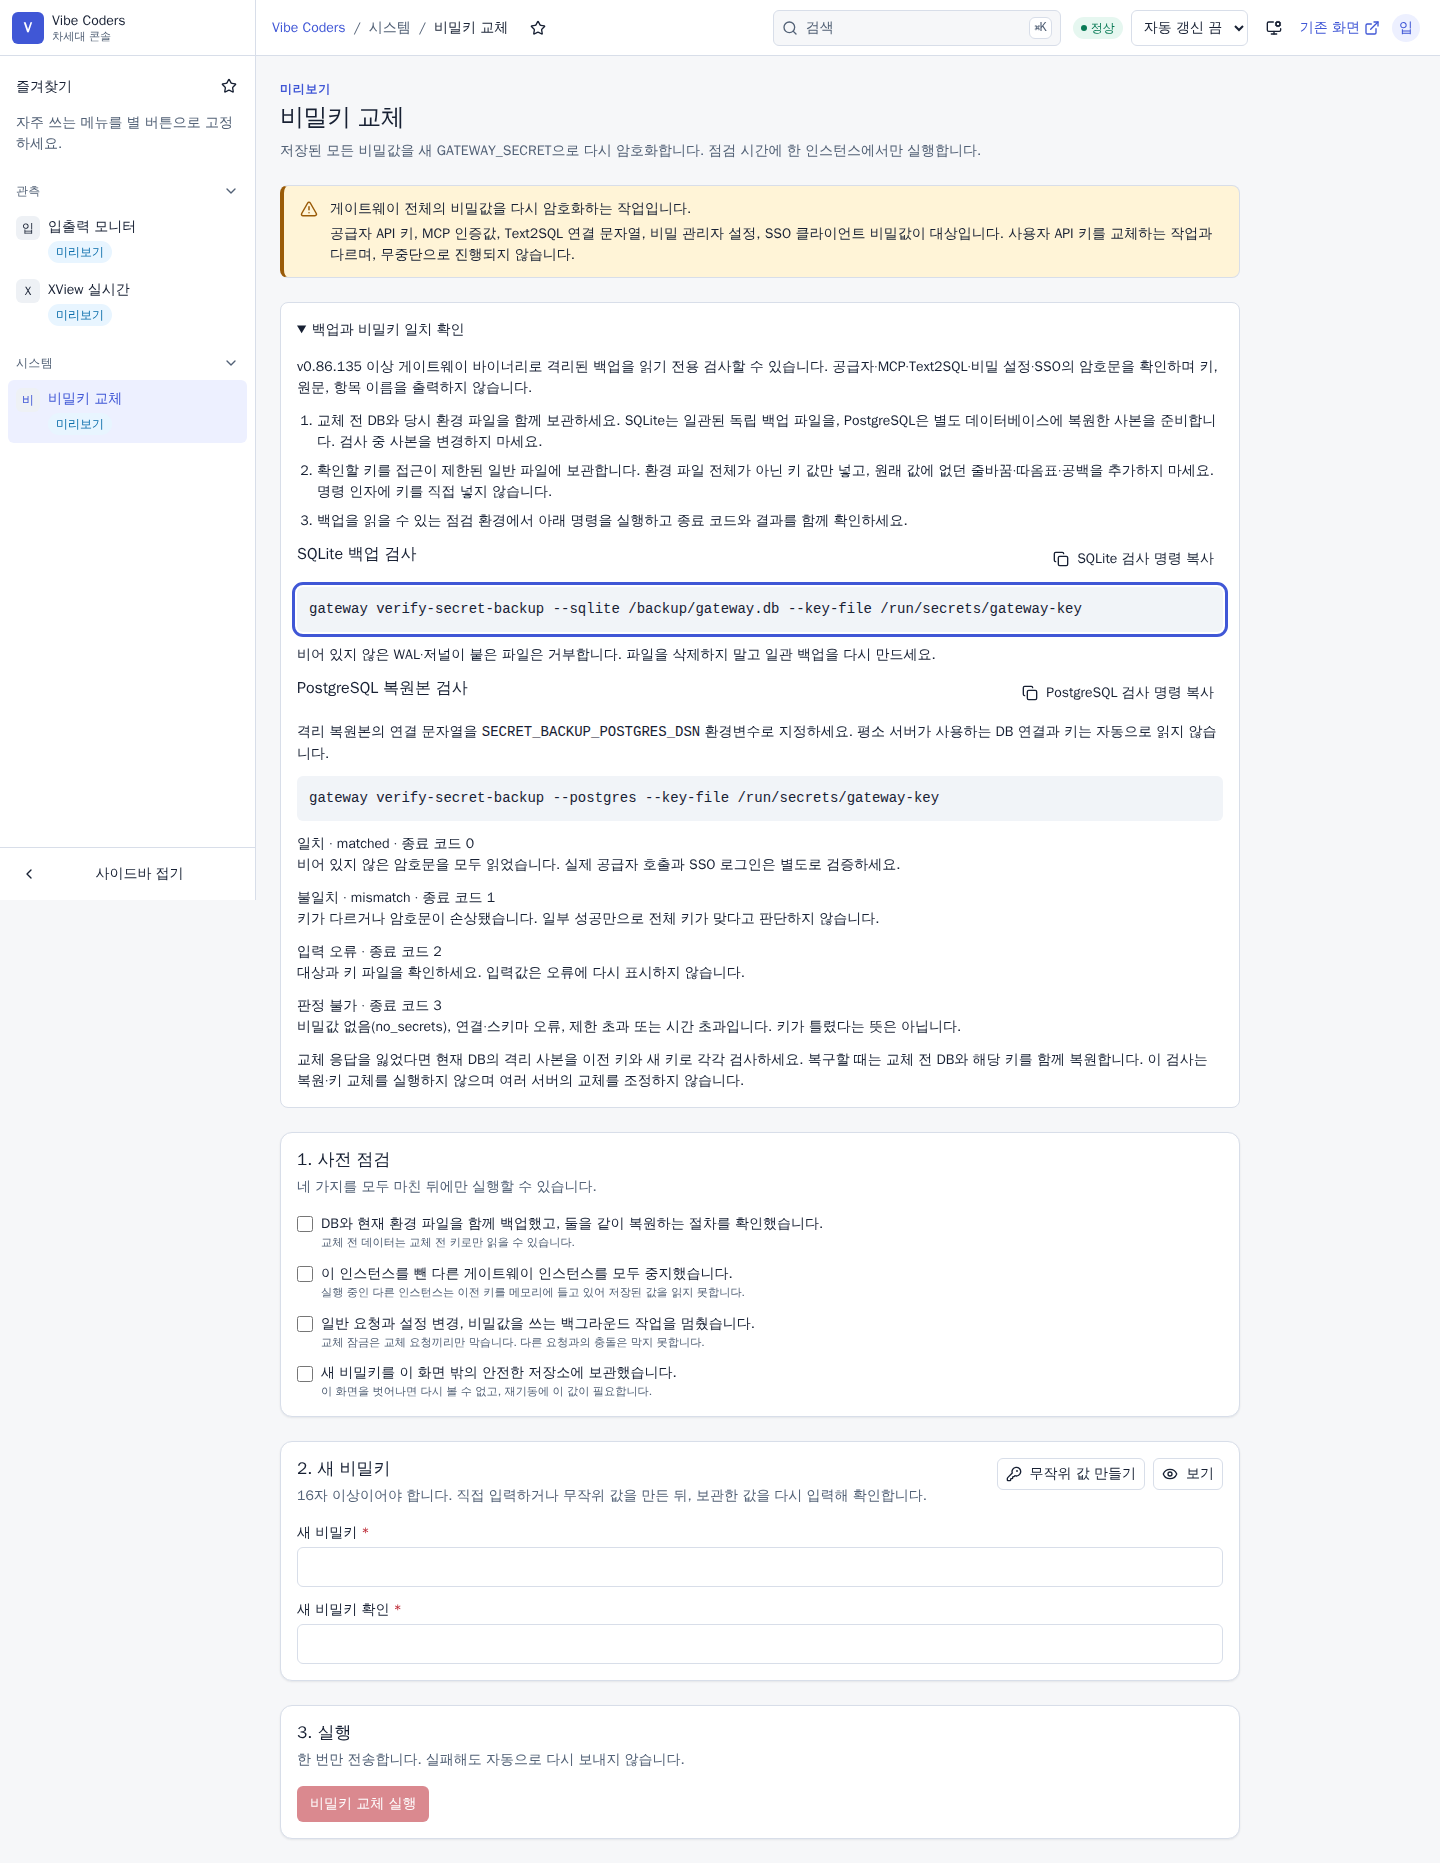 V
Vibe Coders
차세대 콘솔
Vibe Coders / 시스템 / 비밀키 교체
검색
⌘K
정상
자동 갱신 끔
기존 화면
입
즐겨찾기
자주 쓰는 메뉴를 별 버튼으로 고정
하세요.
관측
입 입출력 모니터
미리보기
X XView 실시간
미리보기
시스템
비 비밀키 교체
미리보기
사이드바 접기
미리보기
비밀키 교체
저장된 모든 비밀값을 새 GATEWAY_SECRET으로 다시 암호화합니다. 점검 시간에 한 인스턴스에서만 실행합니다.
게이트웨이 전체의 비밀값을 다시 암호화하는 작업입니다.
공급자 API 키, MCP 인증값, Text2SQL 연결 문자열, 비밀 관리자 설정, SSO 클라이언트 비밀값이 대상입니다. 사용자 API 키를 교체하는 작업과
다르며, 무중단으로 진행되지 않습니다.
▼ 백업과 비밀키 일치 확인
v0.86.135 이상 게이트웨이 바이너리로 격리된 백업을 읽기 전용 검사할 수 있습니다. 공급자·MCP·Text2SQL·비밀 설정·SSO의 암호문을 확인하며 키,
원문, 항목 이름을 출력하지 않습니다.
1. 교체 전 DB와 당시 환경 파일을 함께 보관하세요. SQLite는 일관된 독립 백업 파일을, PostgreSQL은 별도 데이터베이스에 복원한 사본을 준비합니
다. 검사 중 사본을 변경하지 마세요.
2. 확인할 키를 접근이 제한된 일반 파일에 보관합니다. 환경 파일 전체가 아닌 키 값만 넣고, 원래 값에 없던 줄바꿈·따옴표·공백을 추가하지 마세요.
명령 인자에 키를 직접 넣지 않습니다.
3. 백업을 읽을 수 있는 점검 환경에서 아래 명령을 실행하고 종료 코드와 결과를 함께 확인하세요.
SQLite 백업 검사
SQLite 검사 명령 복사
gateway verify-secret-backup --sqlite /backup/gateway.db --key-file /run/secrets/gateway-key
비어 있지 않은 WAL·저널이 붙은 파일은 거부합니다. 파일을 삭제하지 말고 일관 백업을 다시 만드세요.
PostgreSQL 복원본 검사
PostgreSQL 검사 명령 복사
격리 복원본의 연결 문자열을 SECRET_BACKUP_POSTGRES_DSN 환경변수로 지정하세요. 평소 서버가 사용하는 DB 연결과 키는 자동으로 읽지 않습
니다.
gateway verify-secret-backup --postgres --key-file /run/secrets/gateway-key
일치 · matched · 종료 코드 0
비어 있지 않은 암호문을 모두 읽었습니다. 실제 공급자 호출과 SSO 로그인은 별도로 검증하세요.
불일치 · mismatch · 종료 코드 1
키가 다르거나 암호문이 손상됐습니다. 일부 성공만으로 전체 키가 맞다고 판단하지 않습니다.
입력 오류 · 종료 코드 2
대상과 키 파일을 확인하세요. 입력값은 오류에 다시 표시하지 않습니다.
판정 불가 · 종료 코드 3
비밀값 없음(no_secrets), 연결·스키마 오류, 제한 초과 또는 시간 초과입니다. 키가 틀렸다는 뜻은 아닙니다.
교체 응답을 잃었다면 현재 DB의 격리 사본을 이전 키와 새 키로 각각 검사하세요. 복구할 때는 교체 전 DB와 해당 키를 함께 복원합니다. 이 검사는
복원·키 교체를 실행하지 않으며 여러 서버의 교체를 조정하지 않습니다.
1. 사전 점검
네 가지를 모두 마친 뒤에만 실행할 수 있습니다.
DB와 현재 환경 파일을 함께 백업했고, 둘을 같이 복원하는 절차를 확인했습니다.
교체 전 데이터는 교체 전 키로만 읽을 수 있습니다.
이 인스턴스를 뺀 다른 게이트웨이 인스턴스를 모두 중지했습니다.
실행 중인 다른 인스턴스는 이전 키를 메모리에 들고 있어 저장된 값을 읽지 못합니다.
일반 요청과 설정 변경, 비밀값을 쓰는 백그라운드 작업을 멈췄습니다.
교체 잠금은 교체 요청끼리만 막습니다. 다른 요청과의 충돌은 막지 못합니다.
새 비밀키를 이 화면 밖의 안전한 저장소에 보관했습니다.
이 화면을 벗어나면 다시 볼 수 없고, 재기동에 이 값이 필요합니다.
2. 새 비밀키
무작위 값 만들기
보기
16자 이상이어야 합니다. 직접 입력하거나 무작위 값을 만든 뒤, 보관한 값을 다시 입력해 확인합니다.
새 비밀키 *
새 비밀키 확인 *
3. 실행
한 번만 전송합니다. 실패해도 자동으로 다시 보내지 않습니다.
비밀키 교체 실행